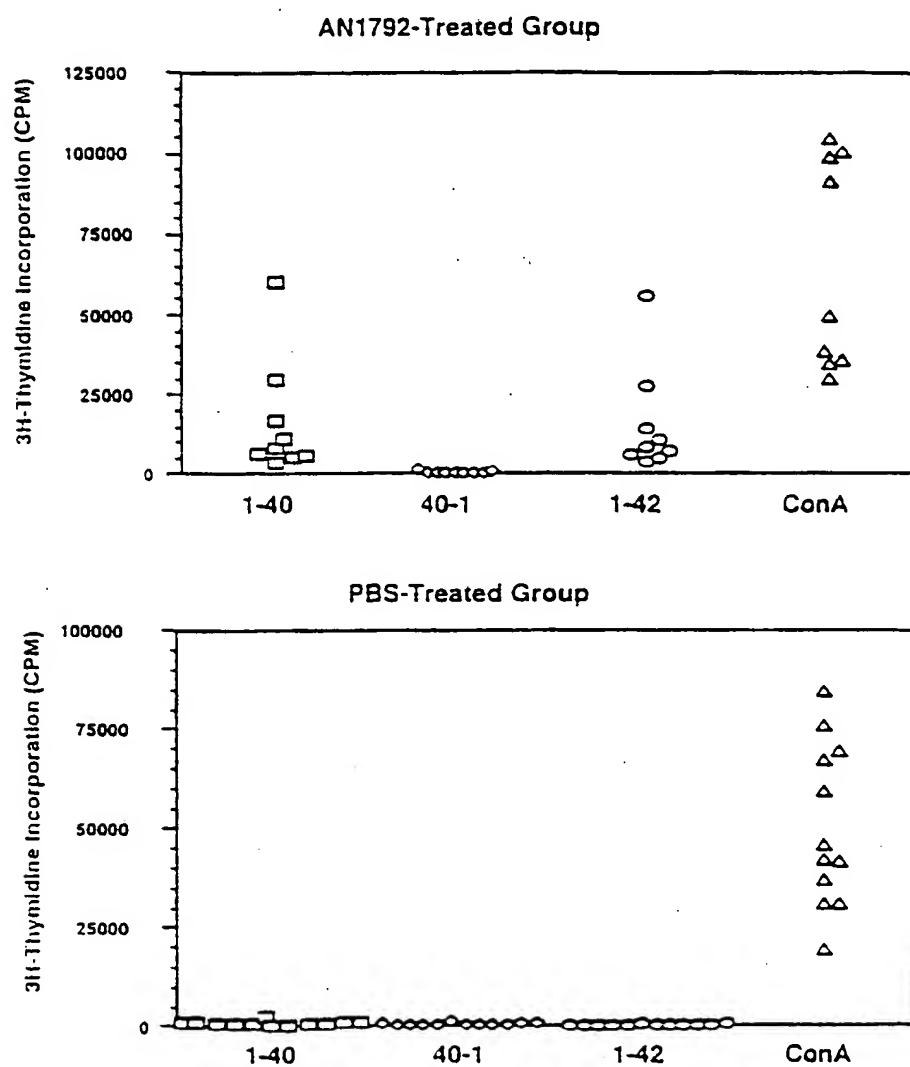 AN1792-Treated Group
3H-Thymidine Incorporation (CPM)
125000
100000
75000
50000
25000
0
1-40 40-1 1-42 ConA
PBS-Treated Group
3H-Thymidine Incorporation (CPM)
100000
75000
50000
25000
0
1-40 40-1 1-42 ConA